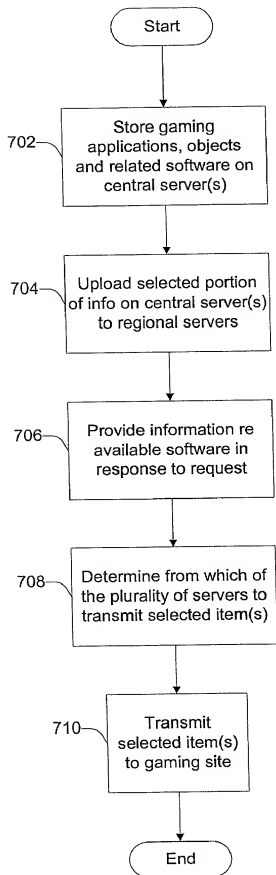 Start
702
Store gaming
applications, objects
and related software on
central server(s)
704
Upload selected portion
of info on central server(s)
to regional servers
706
Provide information re
available software in
response to request
708
Determine from which of
the plurality of servers to
transmit selected item(s)
710
Transmit
selected item(s)
to gaming site
End